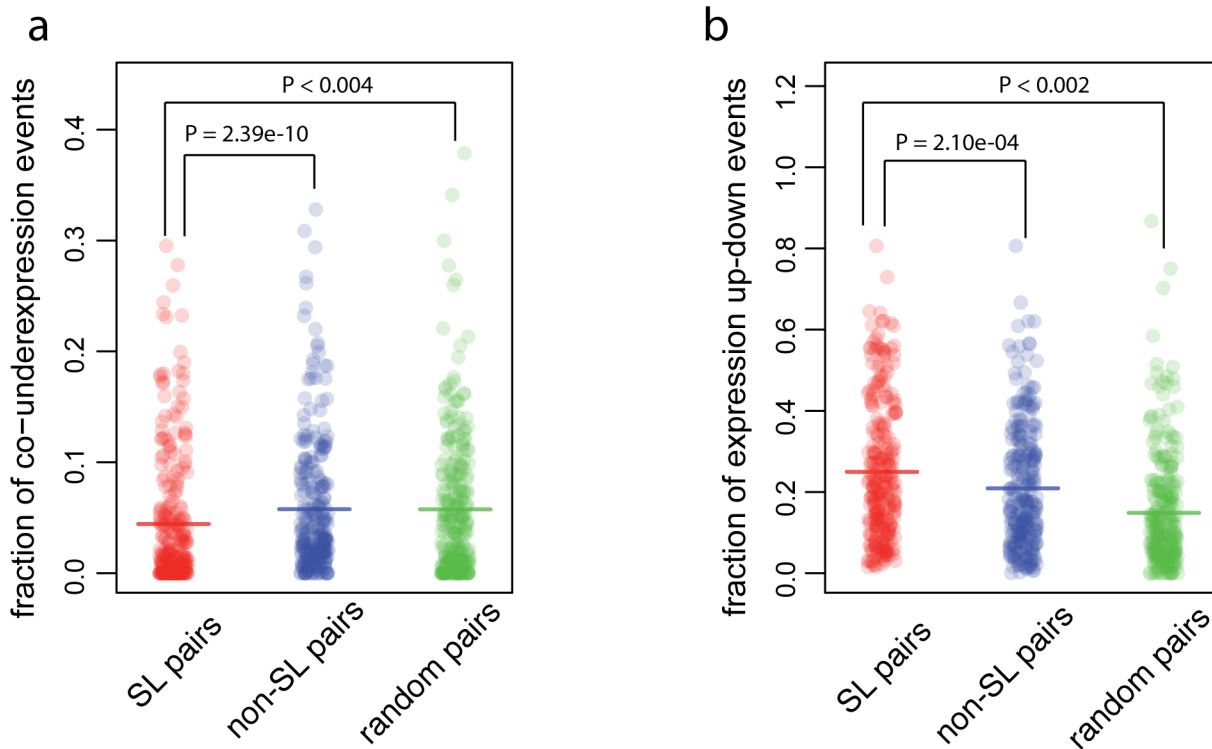 a
fraction of co−underexpression events
0.4
0.3
0.2
0.1
0.0
P < 0.004
P = 2.39e-10
SL pairs
non-SL pairs
random pairs
b
fraction of expression up-down events
1.2
1.0
0.8
0.6
0.4
0.2
0.0
P < 0.002
P = 2.10e-04
SL pairs
non-SL pairs
random pairs